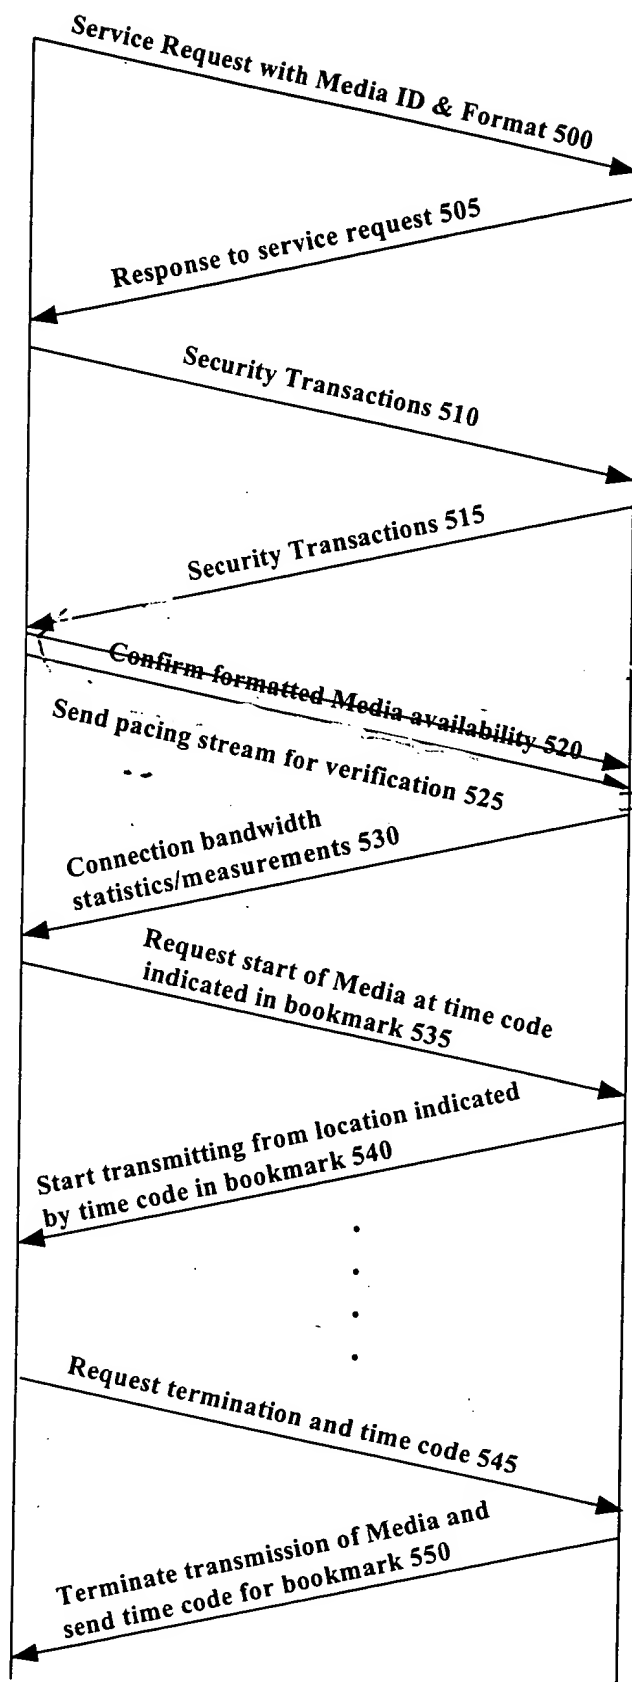 Service Request with Media ID & Format 500
Response to service request 505
Security Transactions 510
Security Transactions 515
Confirm formatted Media availability 520
Send pacing stream for verification 525
Connection bandwidth
statistics/measurements 530
Request start of Media at time code
indicated in bookmark 535
Start transmitting from location indicated
by time code in bookmark 540
Request termination and time code 545
Terminate transmission of Media and
send time code for bookmark 550